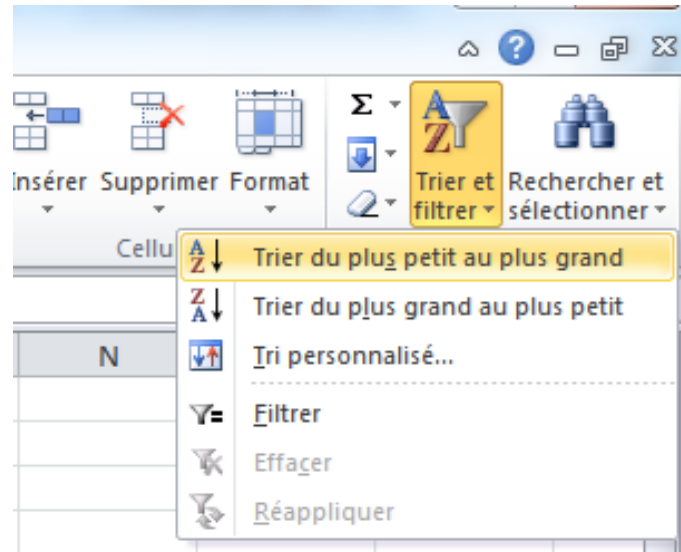 Insérer Supprimer Format
Σ
A
Z
Trier et
filtrer
Rechercher et
sélectionner
Cellu
A
Z
Trier du plus petit au plus grand
Z
A
Trier du plus grand au plus petit
N
Tri personnalisé...
Filtrer
Effacer
Réappliquer